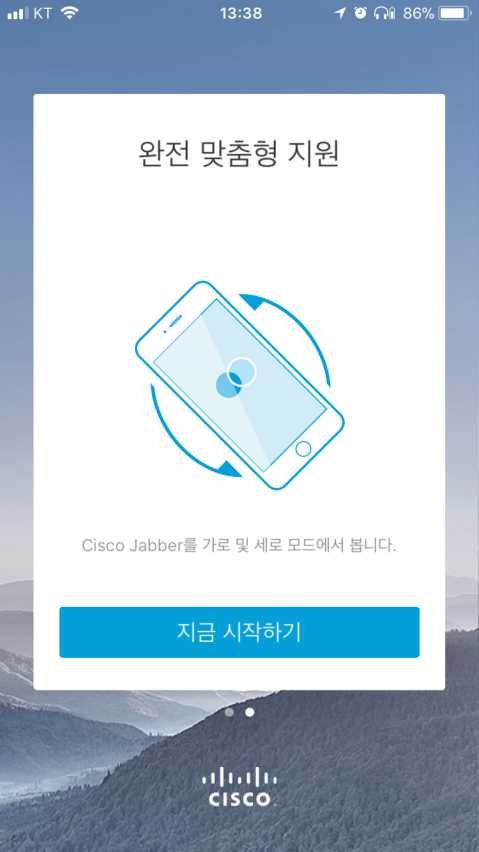 KT 13:38 86%
완전 맞춤형 지원
Cisco Jabber를 가로 및 세로 모드에서 봅니다.
지금 시작하기
CISCO